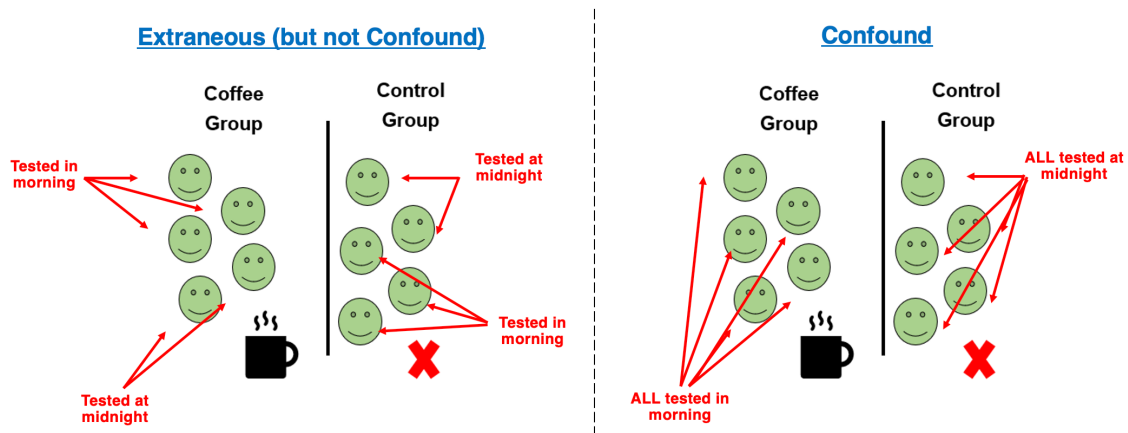 Extraneous (but not Confound)
Coffee
Group
Control
Group
Tested in
morning
Tested at
midnight
Tested in
morning
Tested at
midnight
Confound
Coffee
Group
Control
Group
ALL tested at
midnight
ALL tested in
morning